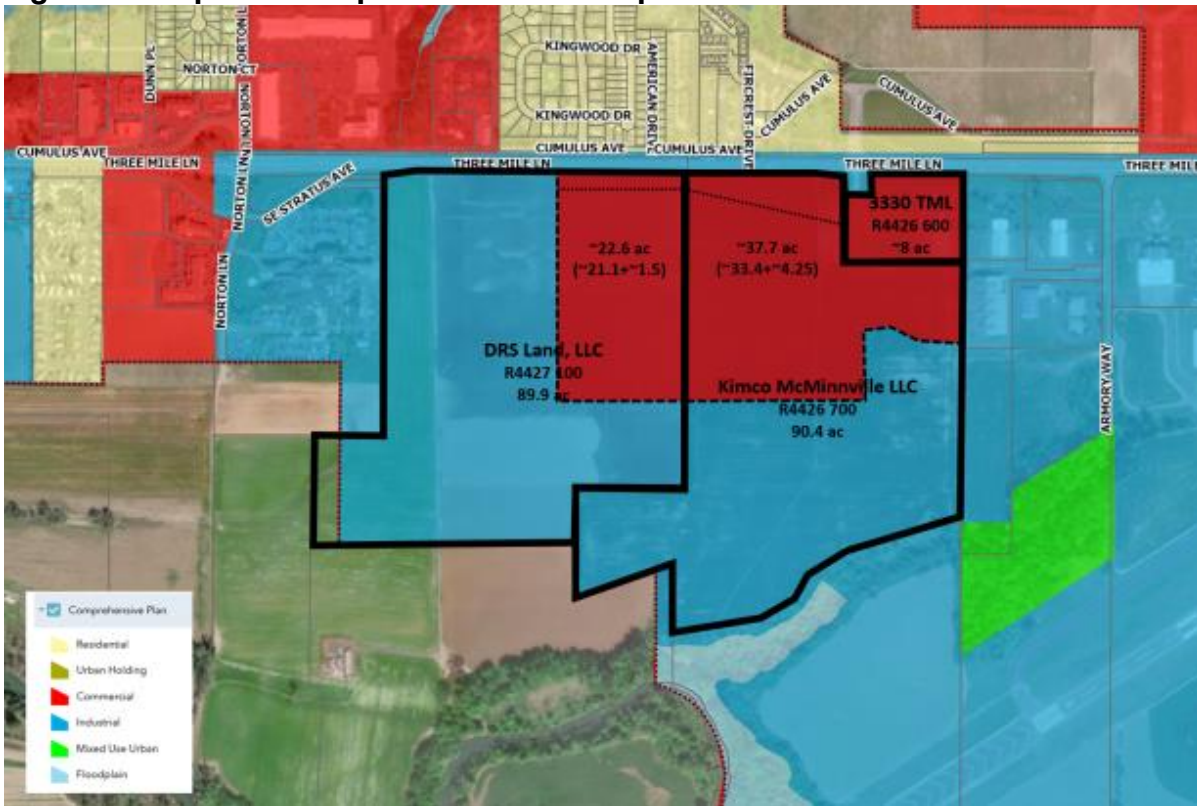 KINGWOOD DR
AMERICAN DRIVE
FIRCREST DRIVE
DUNN PL
NORTON CT
NORTON LN
CUMULUS AVE
CUMULUS AVE
KINGWOOD DR
CUMULUS AVE
CUMULUS AVE
CUMULUS AVE
THREE MILE LN
THREE MILE LN
THREE MILE LN
THREE MIL
SE STRATUS AVE
NORTON LN
NORTON LN
3330 TML
R4426 600
~8 ac
~22.6 ac
(~21.1+~1.5)
~37.7 ac
(~33.4+~4.25)
DRS Land, LLC
R4427 100
89.9 ac
Kimco McMinnville LLC
R4426 700
90.4 ac
ARMORY WAY
Comprehensive Plan
Residential
Urban Holding
Commercial
Industrial
Mixed Use Urban
Floodplain